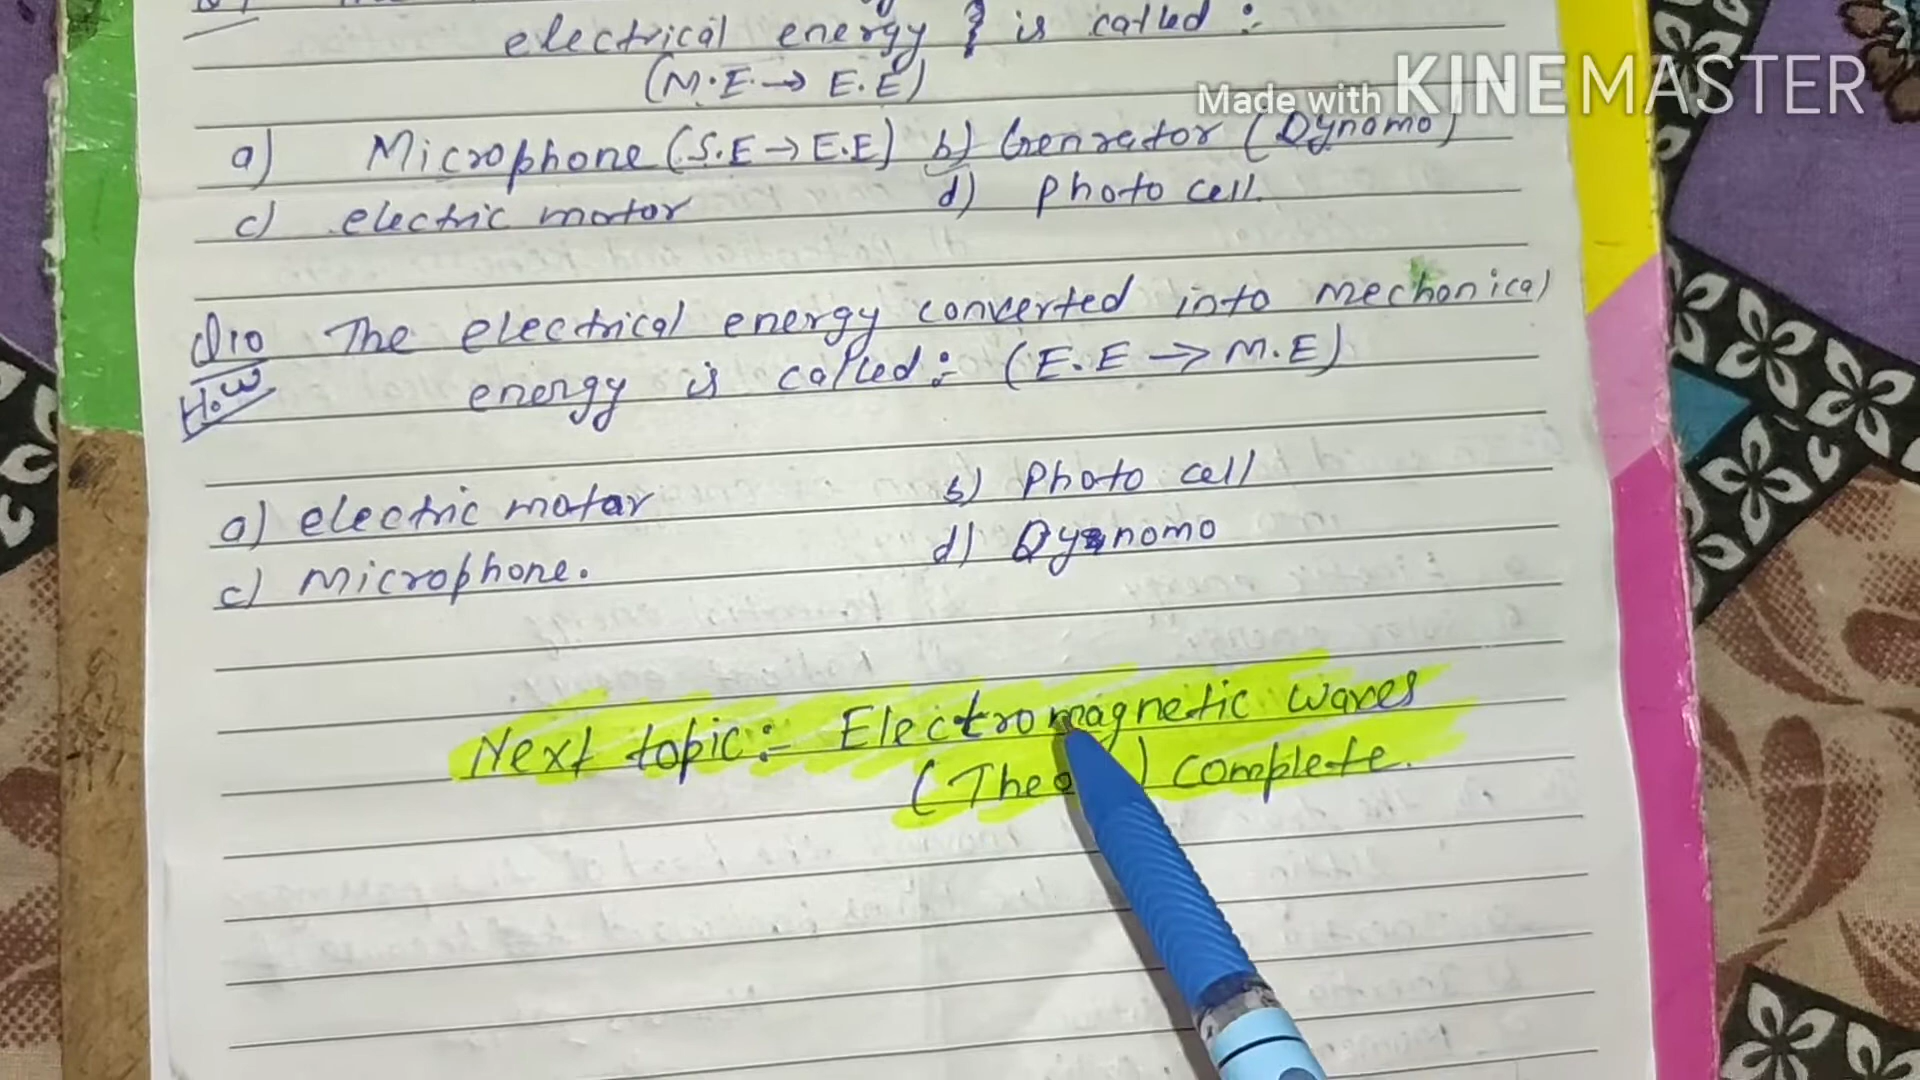 electrical energy } is called :-
(M.E. → E.E)
Made with KINEMASTER
a) Microphone (S.E → E.E) b) Genrator (Dynomo)
c) electric motor d) Photo cell.
Q10 The electrical energy converted into mechanical
H.W energy is called :- (E.E → M.E)
a) electric motor b) Photo cell
c) Microphone. d) Dynomo
Next topic :- Electromagnetic waves
(Theo ) complete.